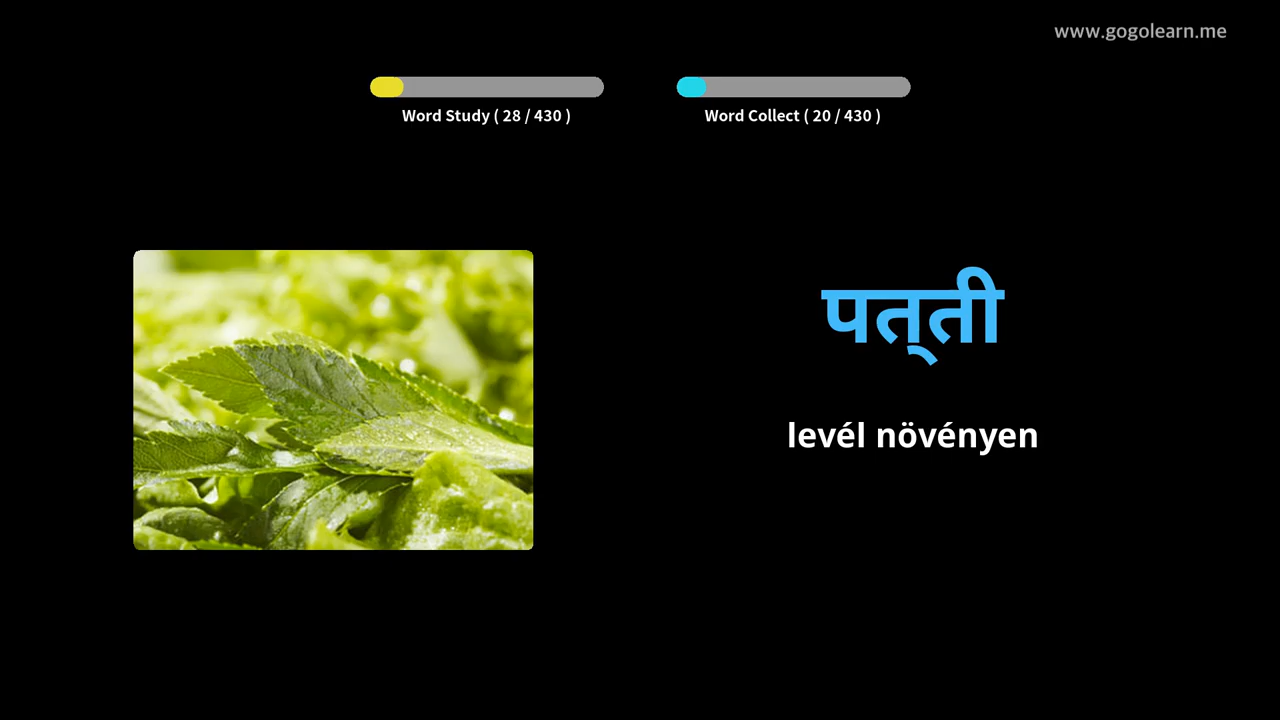 www.gogolearn.me
Word Study ( 28 / 430 )
Word Collect ( 20 / 430 )
पत्ती
levél növényen